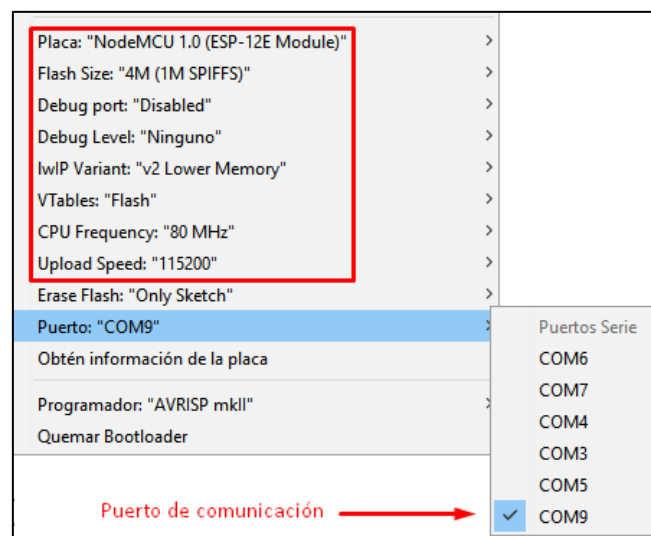 Placa: "NodeMCU 1.0 (ESP-12E Module)"
Flash Size: "4M (1M SPIFFS)"
Debug port: "Disabled"
Debug Level: "Ninguno"
IwIP Variant: "v2 Lower Memory"
VTables: "Flash"
CPU Frequency: "80 MHz"
Upload Speed: "115200"
Erase Flash: "Only Sketch"
Puerto: "COM9"
Obtén información de la placa
Programador: "AVRISP mkII"
Quemar Bootloader
Puertos Serie
COM6
COM7
COM4
COM3
COM5
COM9
Puerto de comunicación